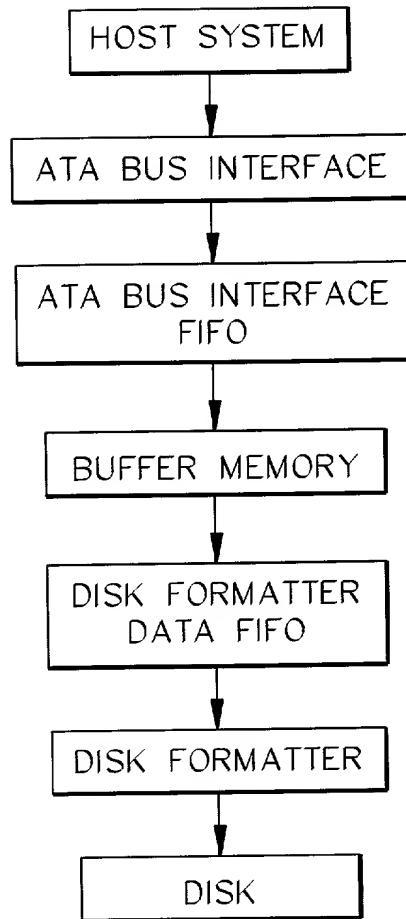 HOST SYSTEM
ATA BUS INTERFACE
ATA BUS INTERFACE
FIFO
BUFFER MEMORY
DISK FORMATTER
DATA FIFO
DISK FORMATTER
DISK